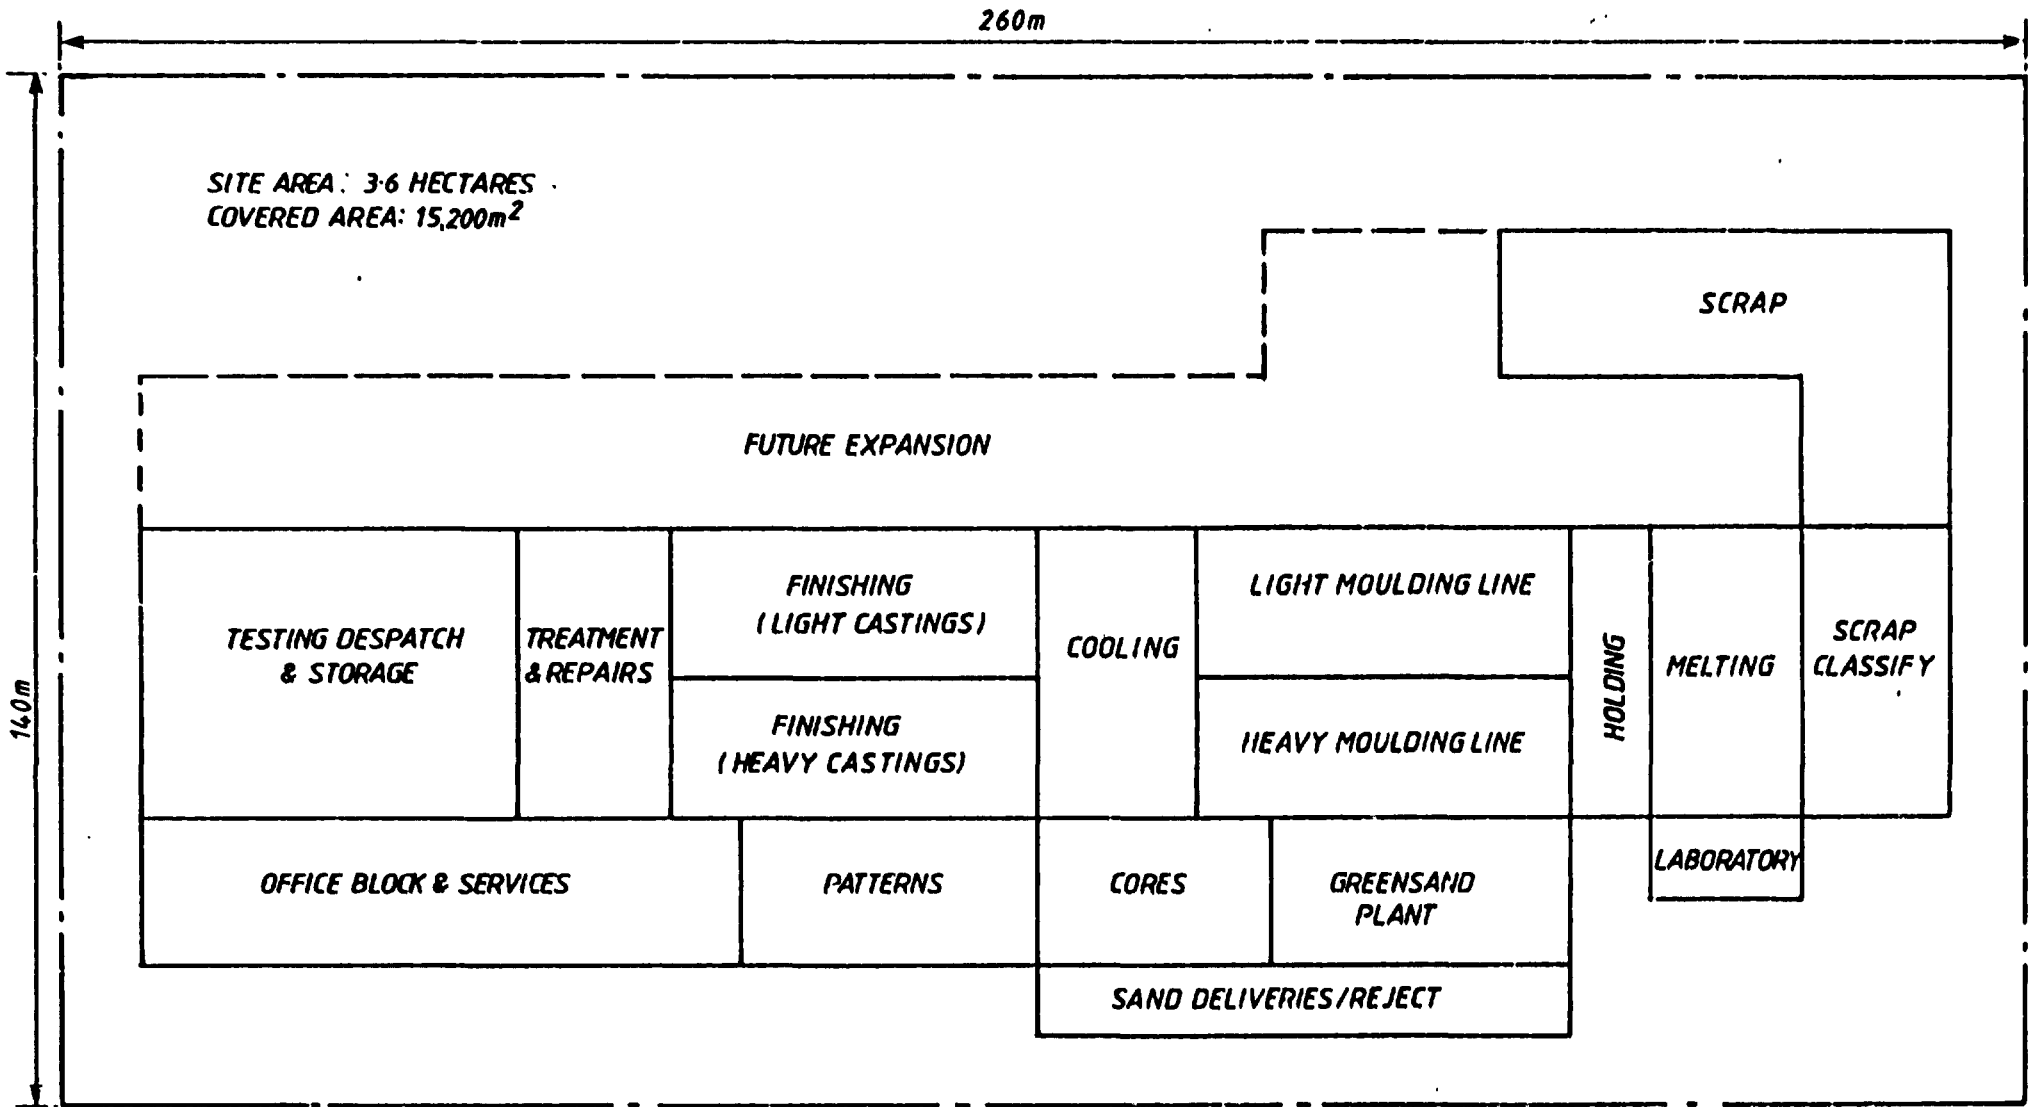 260m
140m
SITE AREA: 3·6 HECTARES
COVERED AREA: 15,200m²
SCRAP
FUTURE EXPANSION
TESTING DESPATCH
& STORAGE
TREATMENT
& REPAIRS
FINISHING
(LIGHT CASTINGS)
FINISHING
(HEAVY CASTINGS)
COOLING
LIGHT MOULDING LINE
HEAVY MOULDING LINE
HOLDING
MELTING
SCRAP
CLASSIFY
OFFICE BLOCK & SERVICES
PATTERNS
CORES
GREENSAND
PLANT
LABORATORY
SAND DELIVERIES/REJECT